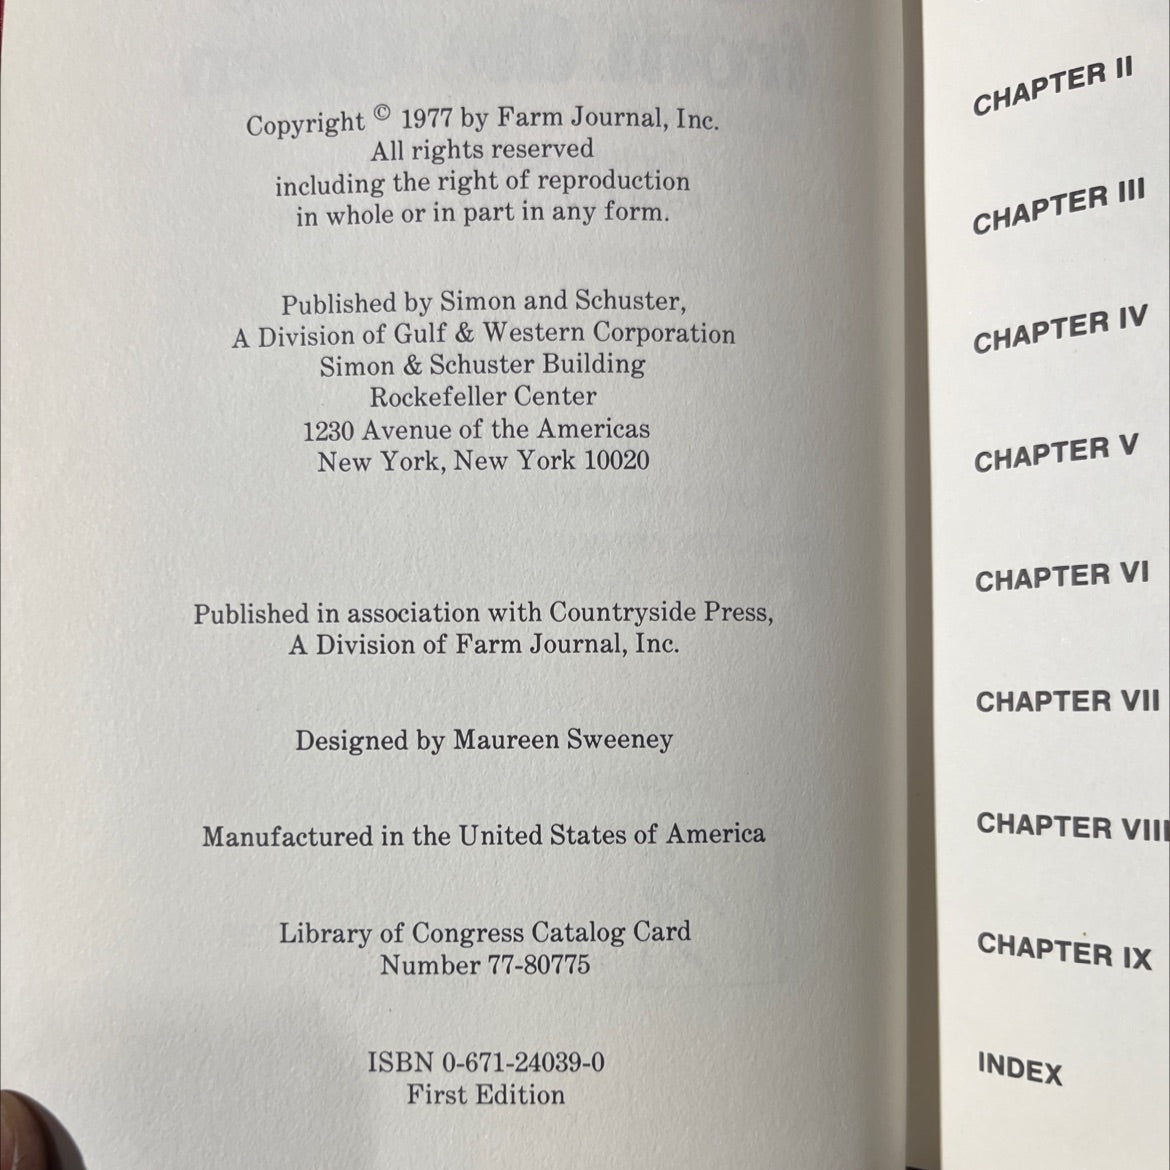 Copyright © 1977 by Farm Journal, Inc.
All rights reserved
including the right of reproduction
in whole or in part in any form.
Published by Simon and Schuster,
A Division of Gulf & Western Corporation
Simon & Schuster Building
Rockefeller Center
1230 Avenue of the Americas
New York, New York 10020
Published in association with Countryside Press,
A Division of Farm Journal, Inc.
Designed by Maureen Sweeney
Manufactured in the United States of America
Library of Congress Catalog Card
Number 77-80775
ISBN 0-671-24039-0
First Edition
CHAPTER II
CHAPTER III
CHAPTER IV
CHAPTER V
CHAPTER VI
CHAPTER VII
CHAPTER VIII
CHAPTER IX
INDEX